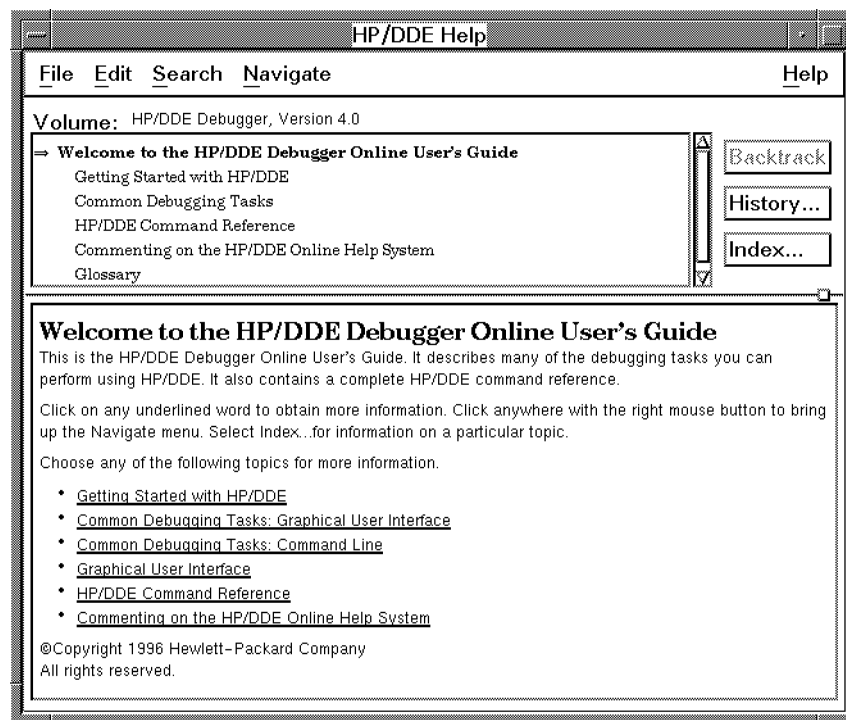 HP/DDE Help
File Edit Search Navigate Help
Volume: HP/DDE Debugger, Version 4.0
⇒ Welcome to the HP/DDE Debugger Online User's Guide
Getting Started with HP/DDE
Common Debugging Tasks
HP/DDE Command Reference
Commenting on the HP/DDE Online Help System
Glossary
Backtrack
History...
Index...
Welcome to the HP/DDE Debugger Online User's Guide
This is the HP/DDE Debugger Online User's Guide. It describes many of the debugging tasks you can
perform using HP/DDE. It also contains a complete HP/DDE command reference.
Click on any underlined word to obtain more information. Click anywhere with the right mouse button to bring
up the Navigate menu. Select Index...for information on a particular topic.
Choose any of the following topics for more information.
• Getting Started with HP/DDE
• Common Debugging Tasks: Graphical User Interface
• Common Debugging Tasks: Command Line
• Graphical User Interface
• HP/DDE Command Reference
• Commenting on the HP/DDE Online Help System
©Copyright 1996 Hewlett-Packard Company
All rights reserved.